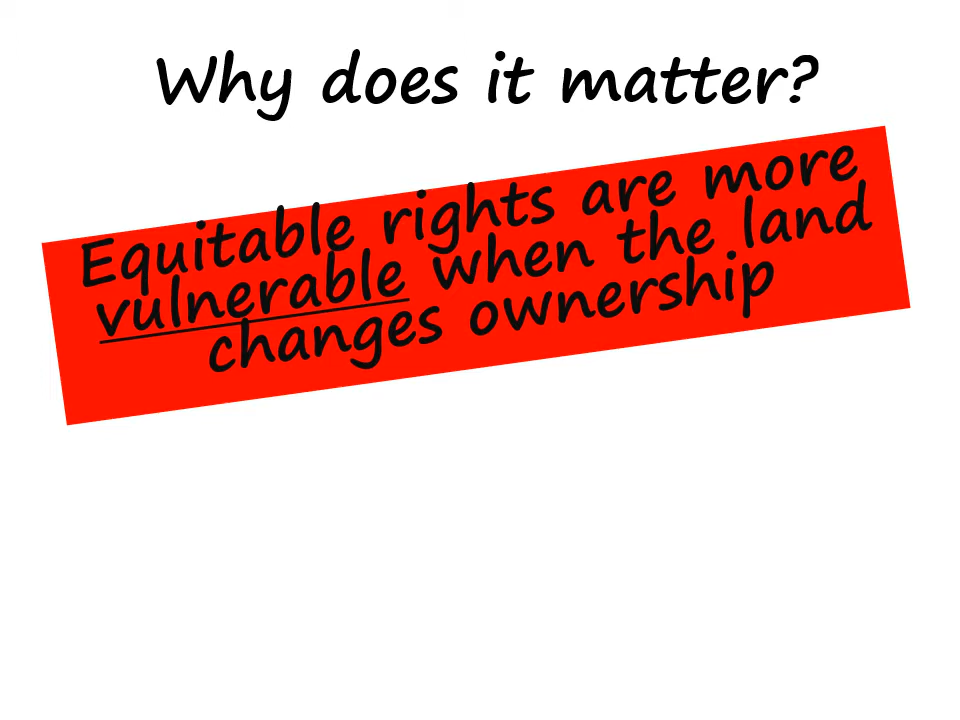 Why does it matter?
Equitable rights are more
vulnerable when the land
changes ownership